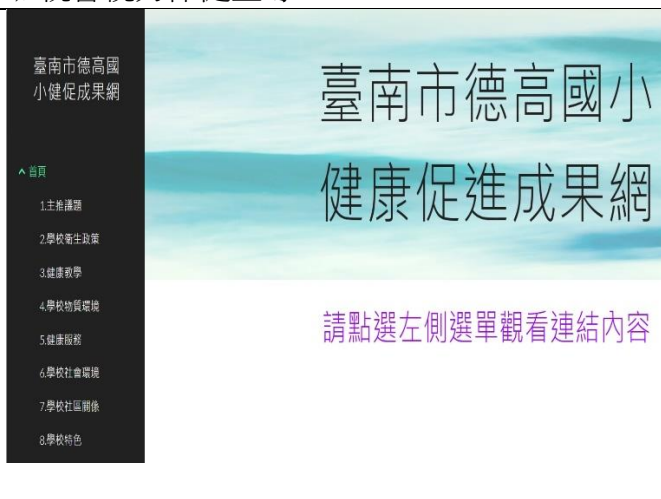 臺南市德高國
小健促成果網
首頁
1.主推議題
2.學校衛生政策
3.健康教學
4.學校物質環境
5.健康服務
6.學校社會環境
7.學校社區關係
8.學校特色
臺南市德高國小
健康促進成果網
請點選左側選單觀看連結內容